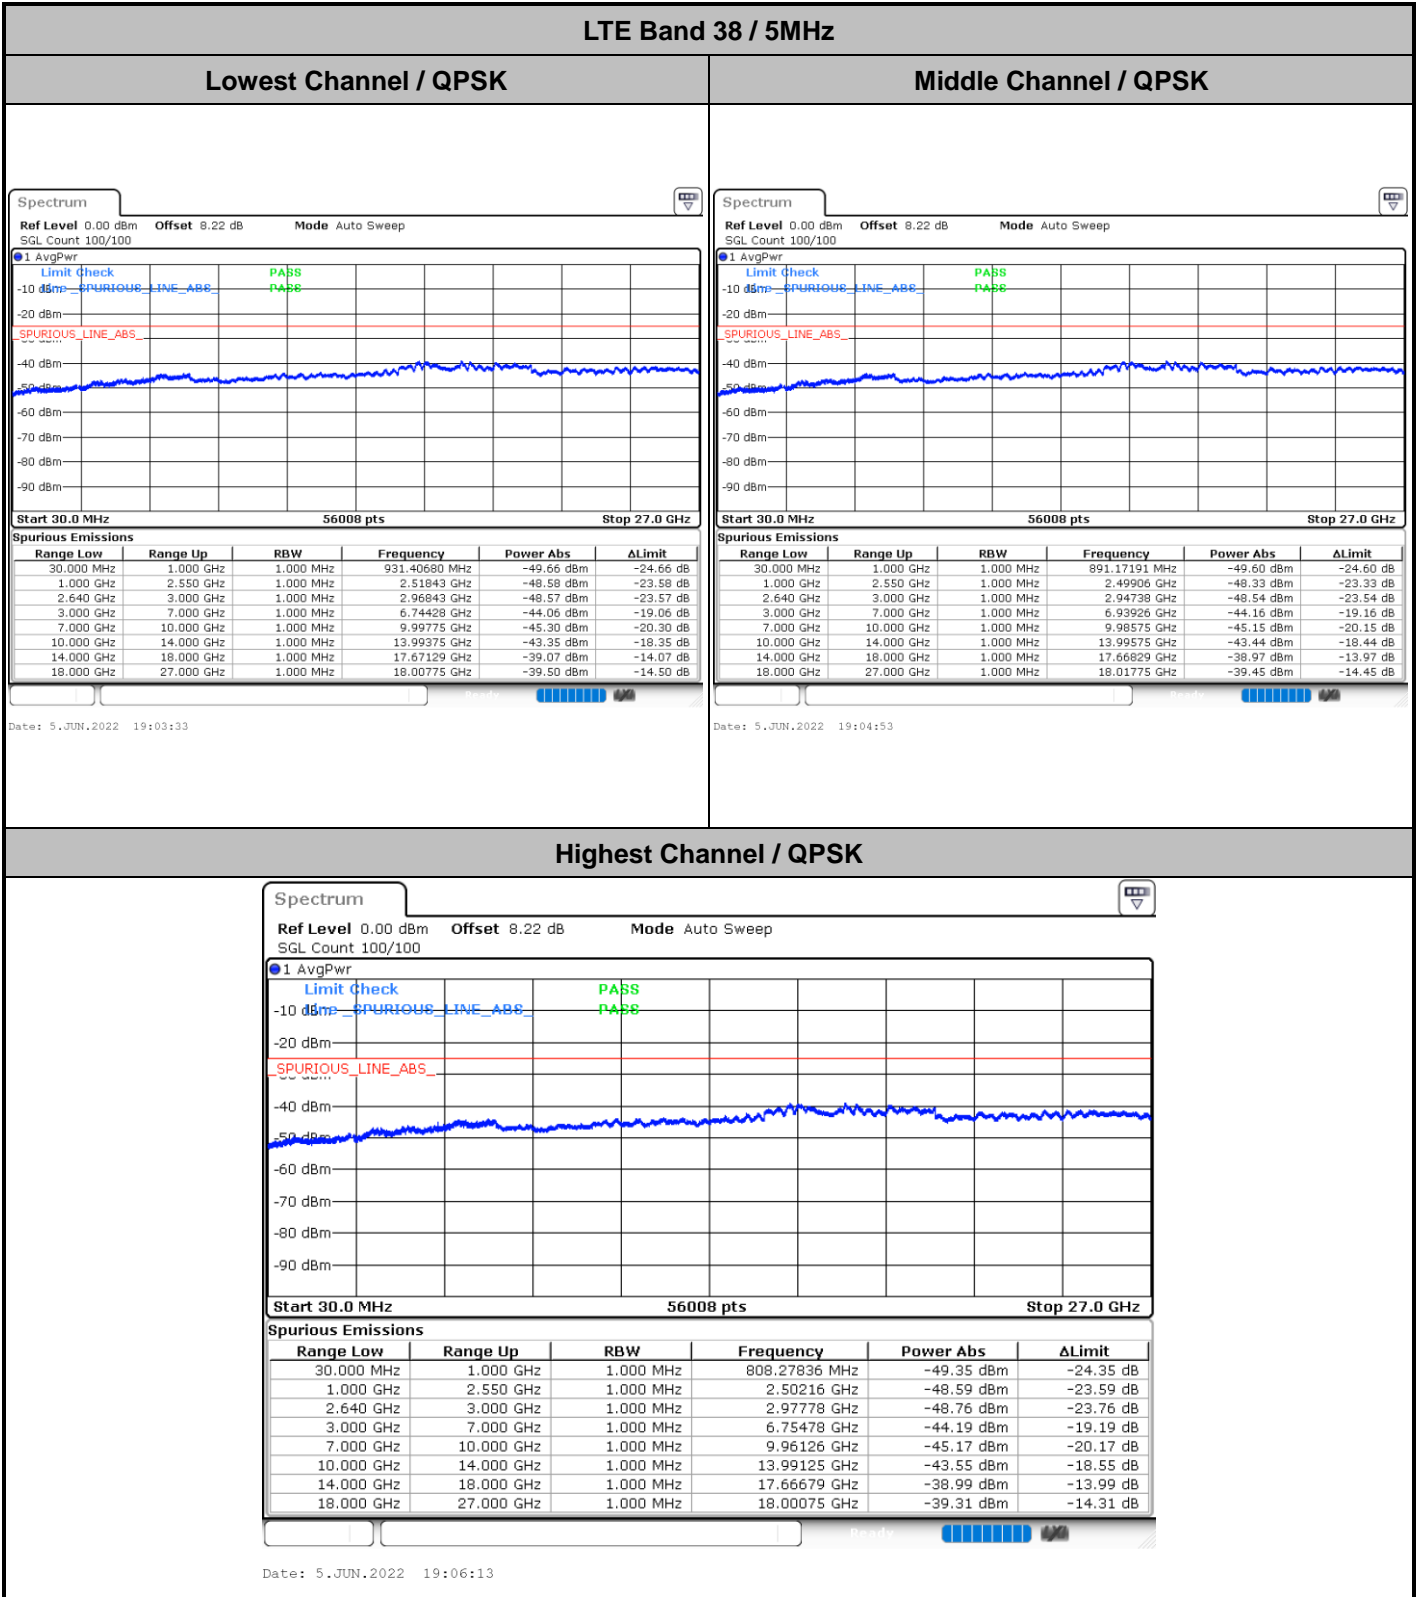 LTE Band 38 / 5MHz
Lowest Channel / QPSK
Middle Channel / QPSK
Spectrum
Ref Level 0.00 dBm Offset 8.22 dB Mode Auto Sweep
SGL Count 100/100
1 AvgPwr
Limit Check PASS
-10 dBm Line _SPURIOUS_LINE_ABS_ PASS
-20 dBm
_SPURIOUS_LINE_ABS_
-40 dBm
-50 dBm
-60 dBm
-70 dBm
-80 dBm
-90 dBm
Start 30.0 MHz 56008 pts Stop 27.0 GHz
Spurious Emissions
Range Low Range Up RBW Frequency Power Abs ΔLimit
30.000 MHz 1.000 GHz 1.000 MHz 931.40680 MHz -49.66 dBm -24.66 dB
1.000 GHz 2.550 GHz 1.000 MHz 2.51843 GHz -48.58 dBm -23.58 dB
2.640 GHz 3.000 GHz 1.000 MHz 2.96843 GHz -48.57 dBm -23.57 dB
3.000 GHz 7.000 GHz 1.000 MHz 6.74428 GHz -44.06 dBm -19.06 dB
7.000 GHz 10.000 GHz 1.000 MHz 9.99775 GHz -45.30 dBm -20.30 dB
10.000 GHz 14.000 GHz 1.000 MHz 13.99375 GHz -43.35 dBm -18.35 dB
14.000 GHz 18.000 GHz 1.000 MHz 17.67129 GHz -39.07 dBm -14.07 dB
18.000 GHz 27.000 GHz 1.000 MHz 18.00775 GHz -39.50 dBm -14.50 dB
Ready
Date: 5.JUN.2022 19:03:33
Spectrum
Ref Level 0.00 dBm Offset 8.22 dB Mode Auto Sweep
SGL Count 100/100
1 AvgPwr
Limit Check PASS
-10 dBm Line _SPURIOUS_LINE_ABS_ PASS
-20 dBm
_SPURIOUS_LINE_ABS_
-40 dBm
-50 dBm
-60 dBm
-70 dBm
-80 dBm
-90 dBm
Start 30.0 MHz 56008 pts Stop 27.0 GHz
Spurious Emissions
Range Low Range Up RBW Frequency Power Abs ΔLimit
30.000 MHz 1.000 GHz 1.000 MHz 891.17191 MHz -49.60 dBm -24.60 dB
1.000 GHz 2.550 GHz 1.000 MHz 2.49906 GHz -48.33 dBm -23.33 dB
2.640 GHz 3.000 GHz 1.000 MHz 2.94738 GHz -48.54 dBm -23.54 dB
3.000 GHz 7.000 GHz 1.000 MHz 6.93926 GHz -44.16 dBm -19.16 dB
7.000 GHz 10.000 GHz 1.000 MHz 9.98575 GHz -45.15 dBm -20.15 dB
10.000 GHz 14.000 GHz 1.000 MHz 13.99575 GHz -43.44 dBm -18.44 dB
14.000 GHz 18.000 GHz 1.000 MHz 17.66829 GHz -38.97 dBm -13.97 dB
18.000 GHz 27.000 GHz 1.000 MHz 18.01775 GHz -39.45 dBm -14.45 dB
Ready
Date: 5.JUN.2022 19:04:53
Highest Channel / QPSK
Spectrum
Ref Level 0.00 dBm Offset 8.22 dB Mode Auto Sweep
SGL Count 100/100
1 AvgPwr
Limit Check PASS
-10 dBm Line _SPURIOUS_LINE_ABS_ PASS
-20 dBm
_SPURIOUS_LINE_ABS_
-40 dBm
-50 dBm
-60 dBm
-70 dBm
-80 dBm
-90 dBm
Start 30.0 MHz 56008 pts Stop 27.0 GHz
Spurious Emissions
Range Low Range Up RBW Frequency Power Abs ΔLimit
30.000 MHz 1.000 GHz 1.000 MHz 808.27836 MHz -49.35 dBm -24.35 dB
1.000 GHz 2.550 GHz 1.000 MHz 2.50216 GHz -48.59 dBm -23.59 dB
2.640 GHz 3.000 GHz 1.000 MHz 2.97778 GHz -48.76 dBm -23.76 dB
3.000 GHz 7.000 GHz 1.000 MHz 6.75478 GHz -44.19 dBm -19.19 dB
7.000 GHz 10.000 GHz 1.000 MHz 9.96126 GHz -45.17 dBm -20.17 dB
10.000 GHz 14.000 GHz 1.000 MHz 13.99125 GHz -43.55 dBm -18.55 dB
14.000 GHz 18.000 GHz 1.000 MHz 17.66679 GHz -38.99 dBm -13.99 dB
18.000 GHz 27.000 GHz 1.000 MHz 18.00075 GHz -39.31 dBm -14.31 dB
Ready
Date: 5.JUN.2022 19:06:13